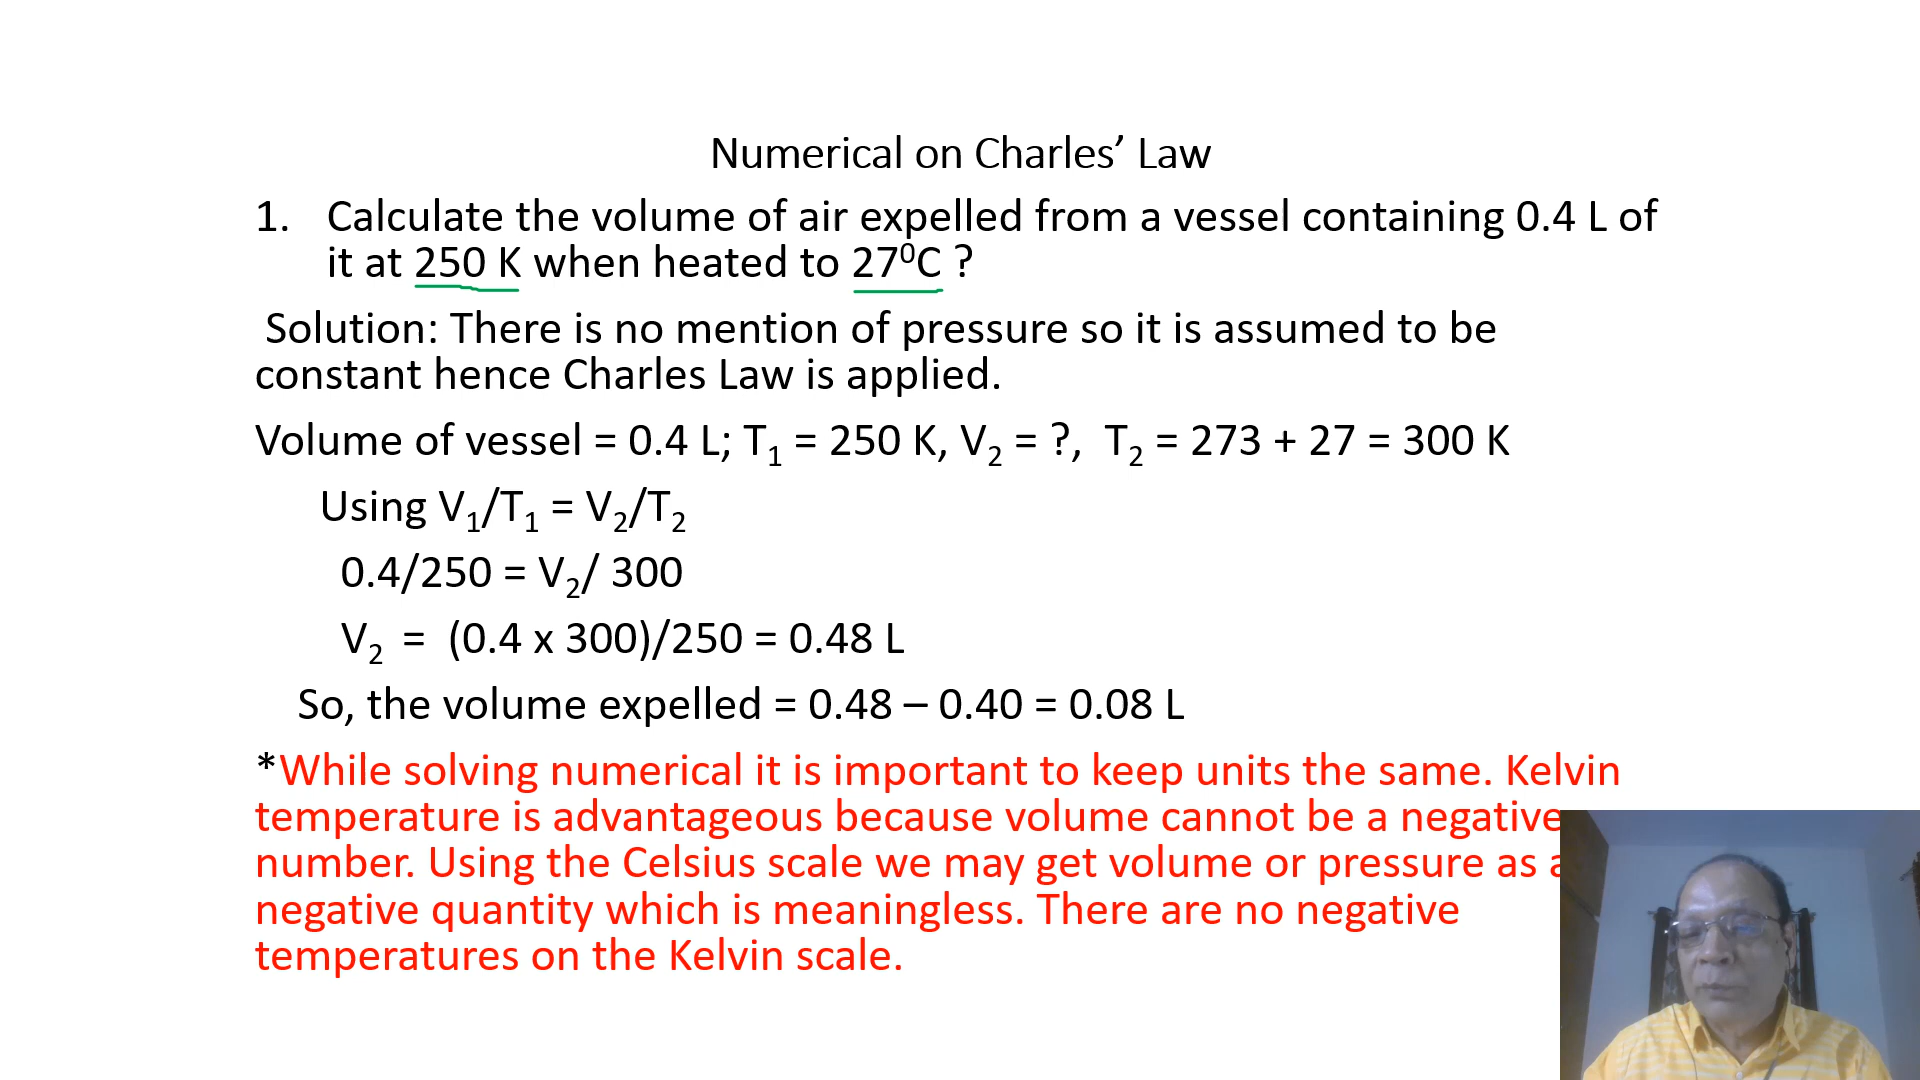 Numerical on Charles’ Law
1. Calculate the volume of air expelled from a vessel containing 0.4 L of
it at 250 K when heated to 27⁰C ?
Solution: There is no mention of pressure so it is assumed to be
constant hence Charles Law is applied.
Volume of vessel = 0.4 L; T₁ = 250 K, V₂ = ?, T₂ = 273 + 27 = 300 K
Using V₁/T₁ = V₂/T₂
0.4/250 = V₂/ 300
V₂ = (0.4 x 300)/250 = 0.48 L
So, the volume expelled = 0.48 – 0.40 = 0.08 L
*While solving numerical it is important to keep units the same. Kelvin
temperature is advantageous because volume cannot be a negative
number. Using the Celsius scale we may get volume or pressure as a
negative quantity which is meaningless. There are no negative
temperatures on the Kelvin scale.